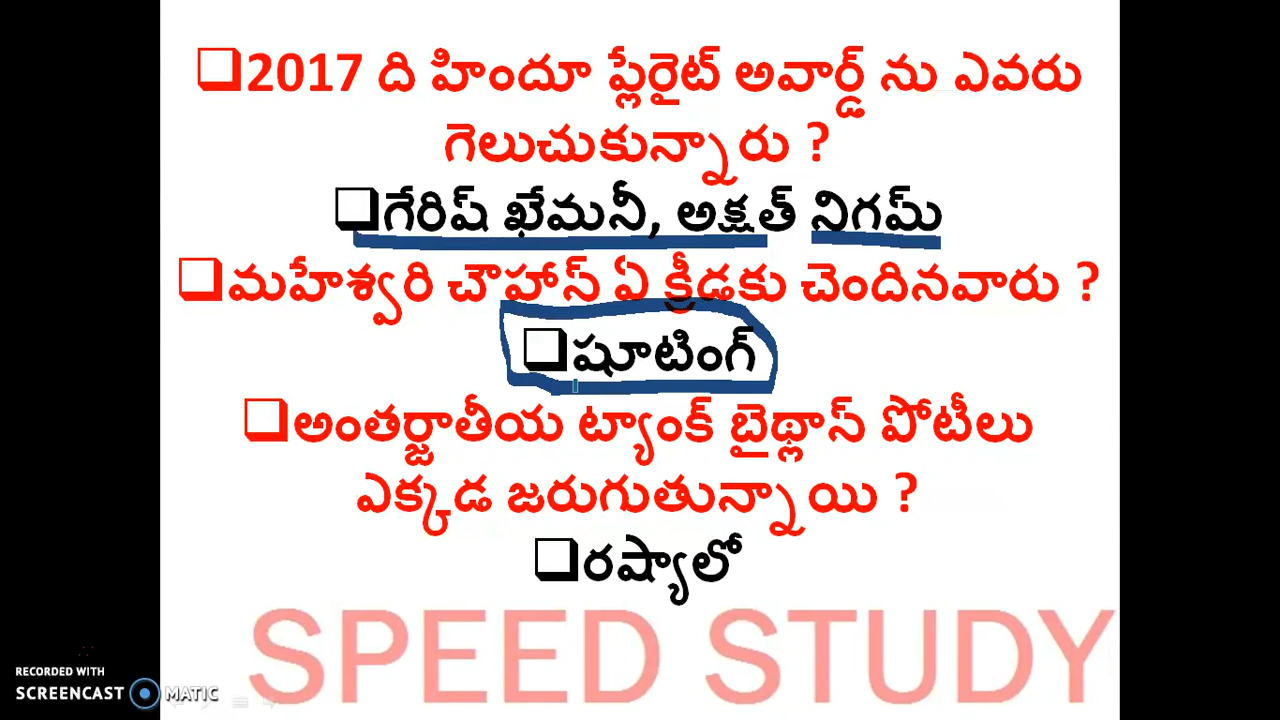 ❑2017 ది హిందూ ప్లేరైట్ అవార్డ్ ను ఎవరు
గెలుచుకున్నారు ?
❑గేరిష్ ఖేమనీ, అక్షత్ నిగమ్
❑మహేశ్వరి చౌహాన్ ఏ క్రీడకు చెందినవారు ?
❑షూటింగ్
❑అంతర్జాతీయ ట్యాంక్ బైథ్లాన్ పోటీలు
ఎక్కడ జరుగుతున్నాయి ?
❑రష్యాలో
SPEED STUDY
RECORDED WITH
SCREENCAST MATIC